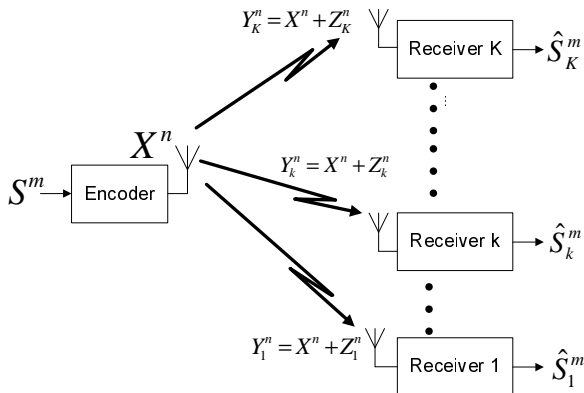 Y_K^n = X^n + Z_K^n
Receiver K
Ŝ_K^m
X^n
S^m
Encoder
Y_k^n = X^n + Z_k^n
Receiver k
Ŝ_k^m
Y_1^n = X^n + Z_1^n
Receiver 1
Ŝ_1^m